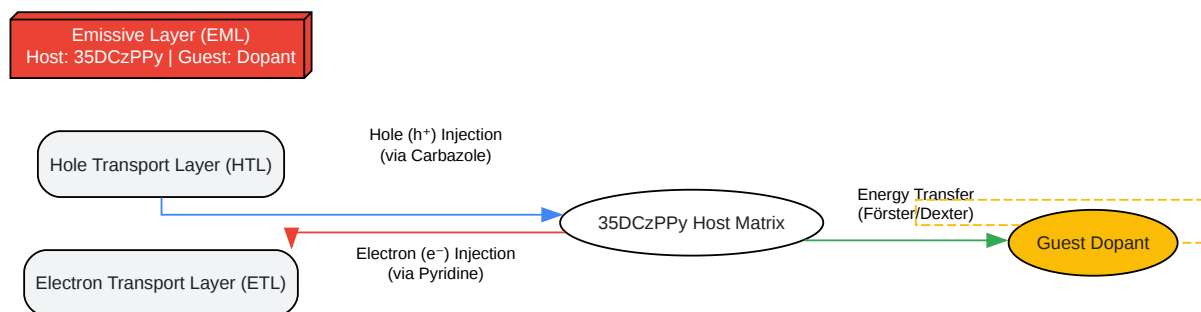 Emissive Layer (EML)
Host: 35DCzPPy | Guest: Dopant
Hole (h⁺) Injection
(via Carbazole)
Hole Transport Layer (HTL)
Energy Transfer
(Förster/Dexter)
35DCzPPy Host Matrix
Guest Dopant
Electron (e⁻) Injection
(via Pyridine)
Electron Transport Layer (ETL)